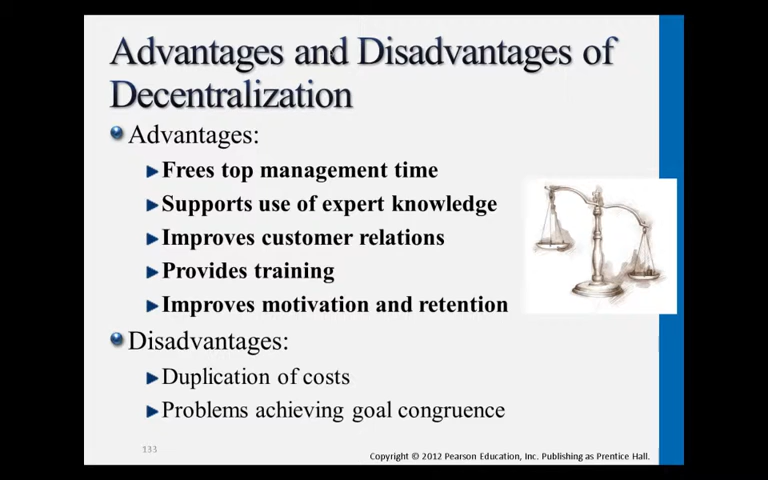 Advantages and Disadvantages of
Decentralization
Advantages:
Frees top management time
Supports use of expert knowledge
Improves customer relations
Provides training
Improves motivation and retention
Disadvantages:
Duplication of costs
Problems achieving goal congruence
133
Copyright © 2012 Pearson Education, Inc. Publishing as Prentice Hall.